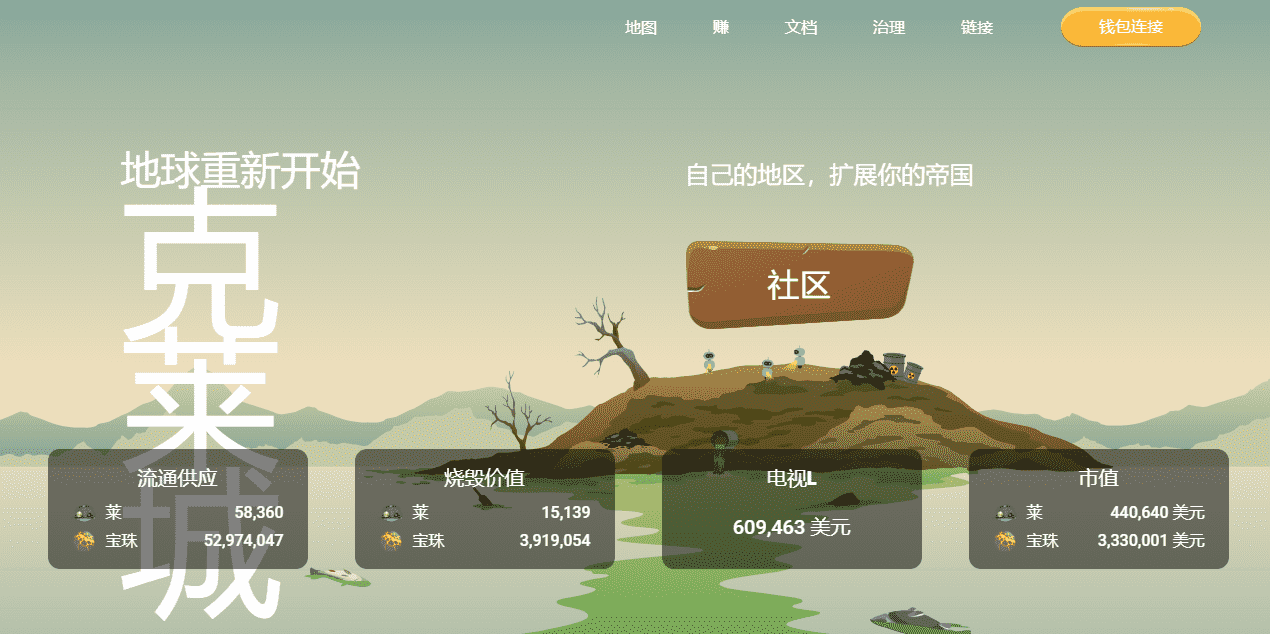 地图 赚 文档 治理 链接 钱包连接
地球重新开始
克莱城
自己的地区，扩展你的帝国
社区
流通供应
莱 58,360
宝珠 52,974,047
烧毁价值
莱 15,139
宝珠 3,919,054
电视L
609,463 美元
市值
莱 440,640 美元
宝珠 3,330,001 美元